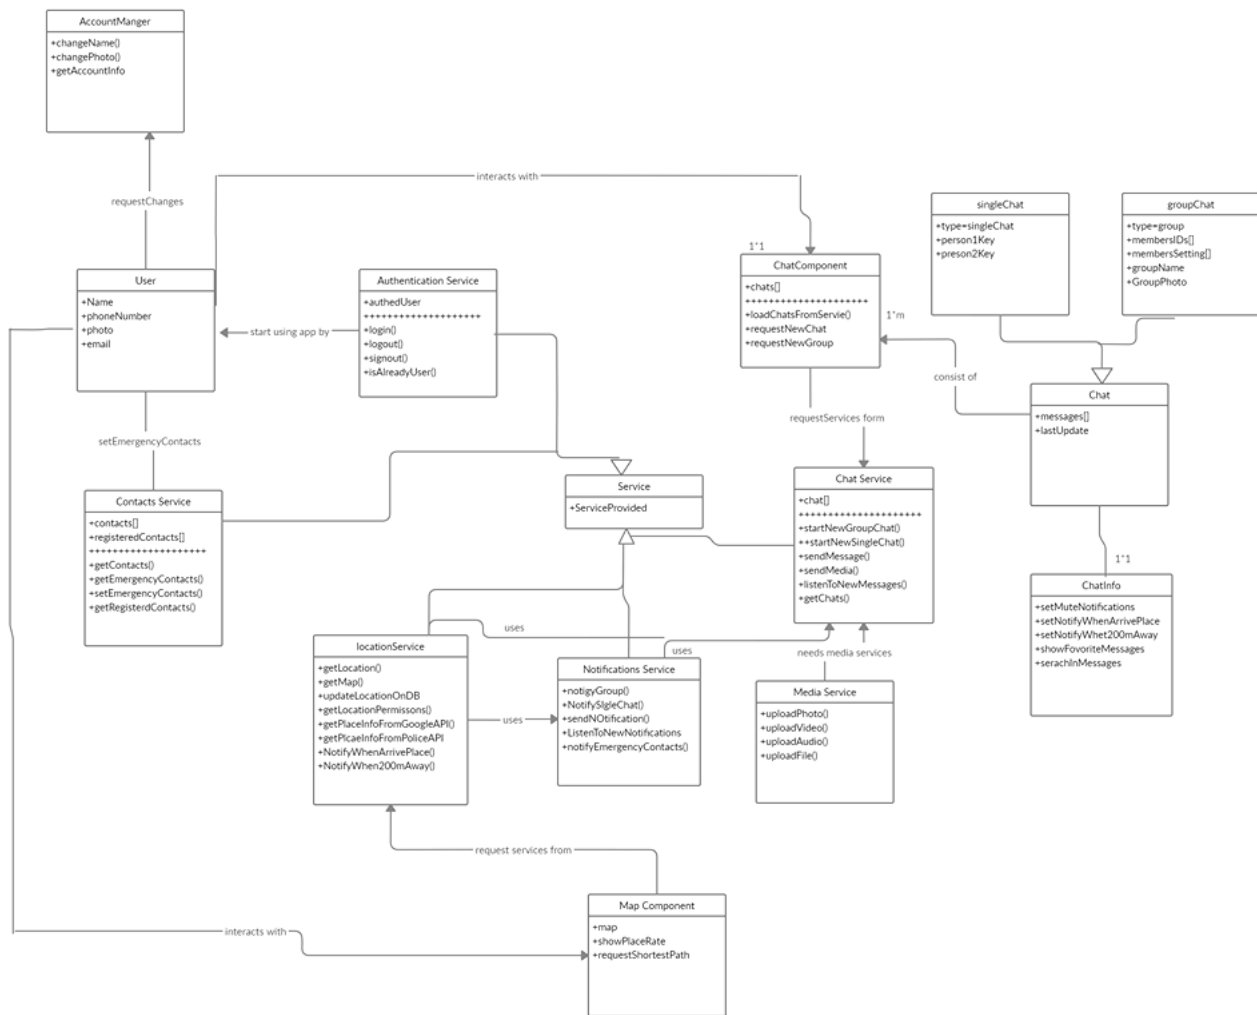 AccountManger
+changeName()
+changePhoto()
+getAccountInfo
requestChanges
interacts with
singleChat
+type=singleChat
+person1Key
+preson2Key
groupChat
+type=group
+membersIDs[]
+membersSetting[]
+groupName
+GroupPhoto
User
+Name
+phoneNumber
+photo
+email
Authentication Service
+authedUser
++++++++++++++++++++
+login()
+logout()
+signout()
+isAlreadyUser()
start using app by
1*1
ChatComponent
+chats[]
+++++++++++++++++++++
+loadChatsFromServie()
+requestNewChat
+requestNewGroup
1*m
consist of
Chat
+messages[]
+lastUpdate
requestServices form
setEmergencyContacts
Contacts Service
+contacts[]
+registeredContacts[]
++++++++++++++++++++
+getContacts()
+getEmergencyContacts()
+setEmergencyContacts()
+getRegisterdContacts()
Service
+ServiceProvided
Chat Service
+chat[]
+++++++++++++++++++++
+startNewGroupChat()
++startNewSingleChat()
+sendMessage()
+sendMedia()
+listenToNewMessages()
+getChats()
1*1
ChatInfo
+setMuteNotifications
+setNotifyWhenArrivePlace
+setNotifyWhet200mAway
+showFovoriteMessages
+serachInMessages
uses
uses
needs media services
locationService
+getLocation()
+getMap()
+updateLocationOnDB
+getLocationPermissons()
+getPlaceInfoFromGoogleAPI()
+getPlcaeInfoFromPoliceAPI
+NotifyWhenArrivePlace()
+NotifyWhen200mAway()
uses
Notifications Service
+notigyGroup()
+NotifySIgleChat()
+sendNOtification()
+ListenToNewNotifications
+notifyEmergencyContacts()
Media Service
+uploadPhoto()
+uploadVideo()
+uploadAudio()
+uploadFile()
request services from
interacts with
Map Component
+map
+showPlaceRate
+requestShortestPath